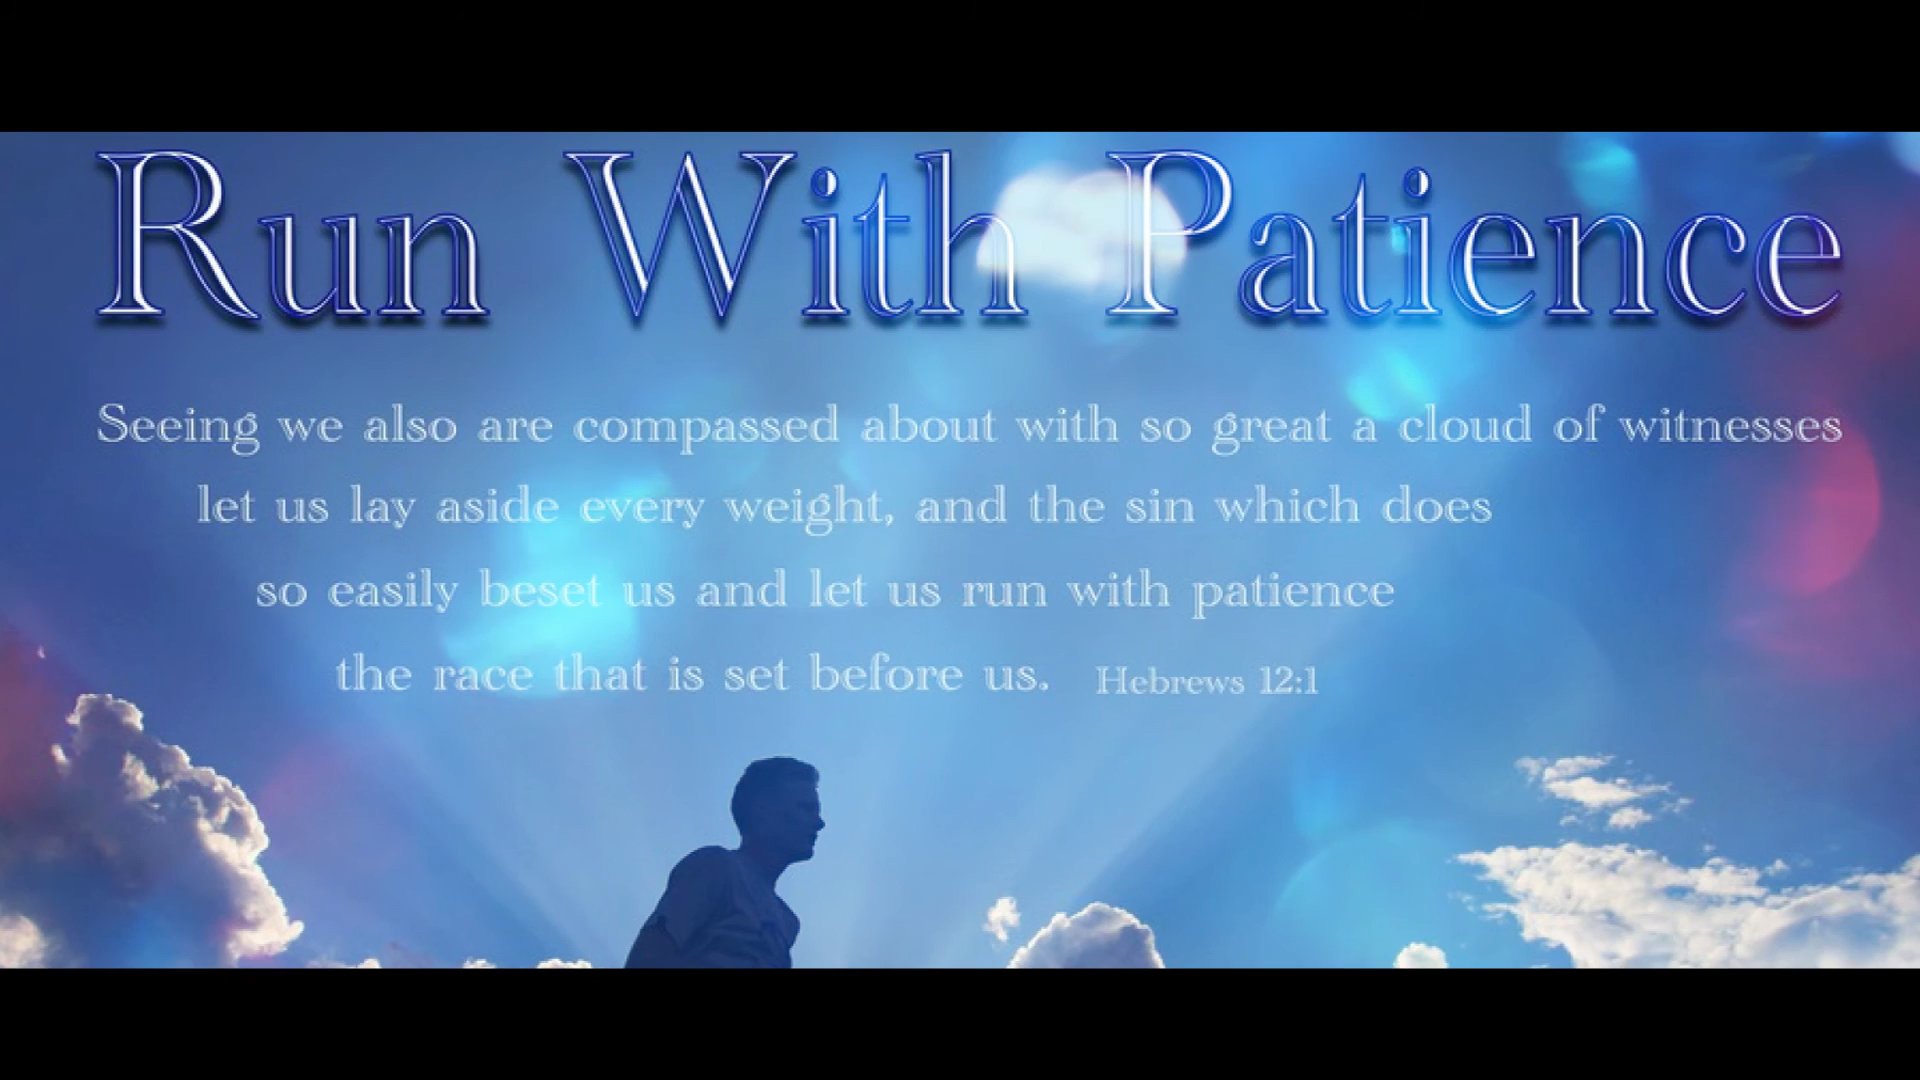 Run With Patience
Seeing we also are compassed about with so great a cloud of witnesses
let us lay aside every weight, and the sin which does
so easily beset us and let us run with patience
the race that is set before us. Hebrews 12:1